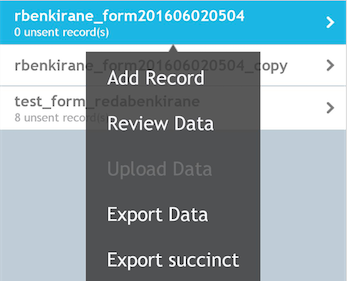 rbenkirane_form201606020504
0 unsent record(s)
rbenkirane_form201606020504_copy
test_form_redabenkirane
8 unsent record(s)
Add Record
Review Data
Upload Data
Export Data
Export succinct